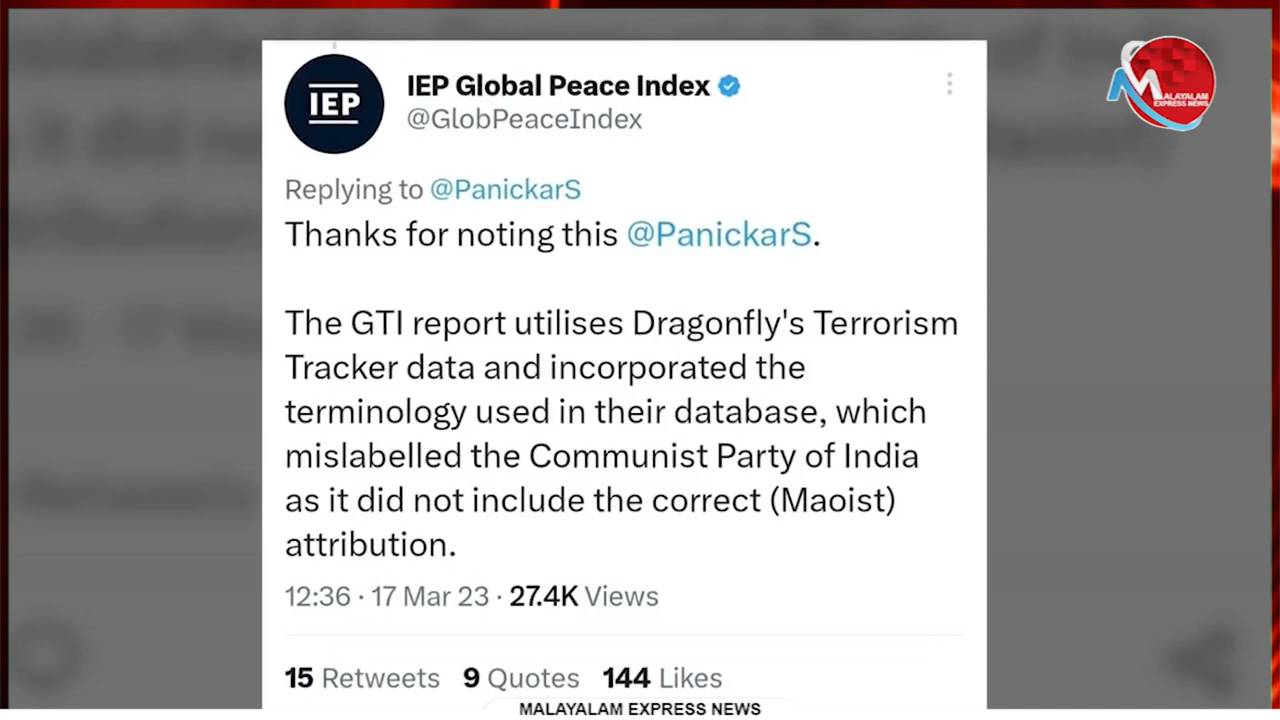 IEP
IEP Global Peace Index
@GlobPeaceIndex
MALAYALAM
EXPRESS NEWS
Replying to @PanickarS
Thanks for noting this @PanickarS.
The GTI report utilises Dragonfly's Terrorism
Tracker data and incorporated the
terminology used in their database, which
mislabelled the Communist Party of India
as it did not include the correct (Maoist)
attribution.
12:36 · 17 Mar 23 · 27.4K Views
15 Retweets 9 Quotes 144 Likes
MALAYALAM EXPRESS NEWS